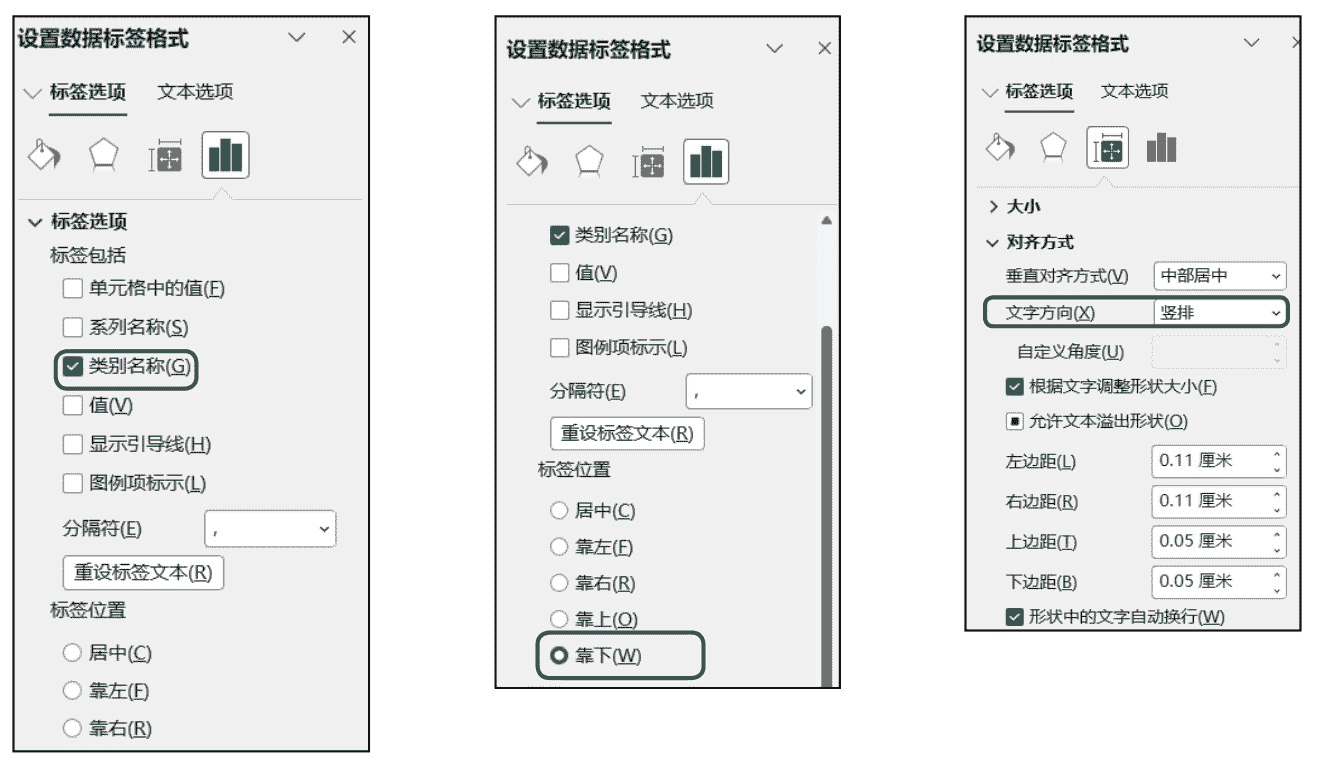 设置数据标签格式
标签选项 文本选项
标签选项
标签包括
单元格中的值(F)
系列名称(S)
类别名称(G)
值(V)
显示引导线(H)
图例项标示(L)
分隔符(E) ,
重设标签文本(R)
标签位置
居中(C)
靠左(F)
靠右(R)
设置数据标签格式
标签选项 文本选项
类别名称(G)
值(V)
显示引导线(H)
图例项标示(L)
分隔符(E) ,
重设标签文本(R)
标签位置
居中(C)
靠左(F)
靠右(R)
靠上(O)
靠下(W)
设置数据标签格式
标签选项 文本选项
大小
对齐方式
垂直对齐方式(V) 中部居中
文字方向(X) 竖排
自定义角度(U)
根据文字调整形状大小(F)
允许文本溢出形状(O)
左边距(L) 0.11 厘米
右边距(R) 0.11 厘米
上边距(T) 0.05 厘米
下边距(B) 0.05 厘米
形状中的文字自动换行(W)